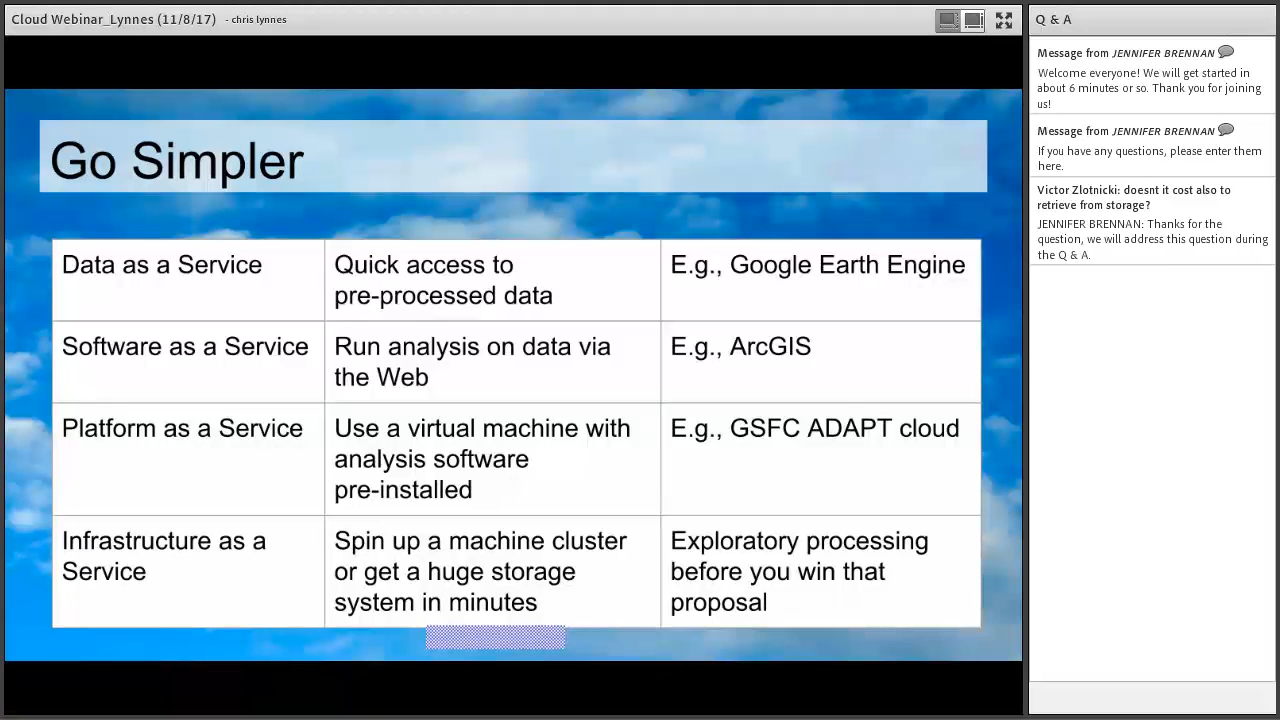 Cloud Webinar_Lynnes (11/8/17) - chris lynnes
Go Simpler
Data as a Service
Quick access to
pre-processed data
E.g., Google Earth Engine
Software as a Service
Run analysis on data via
the Web
E.g., ArcGIS
Platform as a Service
Use a virtual machine with
analysis software
pre-installed
E.g., GSFC ADAPT cloud
Infrastructure as a
Service
Spin up a machine cluster
or get a huge storage
system in minutes
Exploratory processing
before you win that
proposal
Q & A
Message from JENNIFER BRENNAN
Welcome everyone! We will get started in
about 6 minutes or so. Thank you for joining
us!
Message from JENNIFER BRENNAN
If you have any questions, please enter them
here.
Victor Zlotnicki: doesnt it cost also to
retrieve from storage?
JENNIFER BRENNAN: Thanks for the
question, we will address this question during
the Q & A.